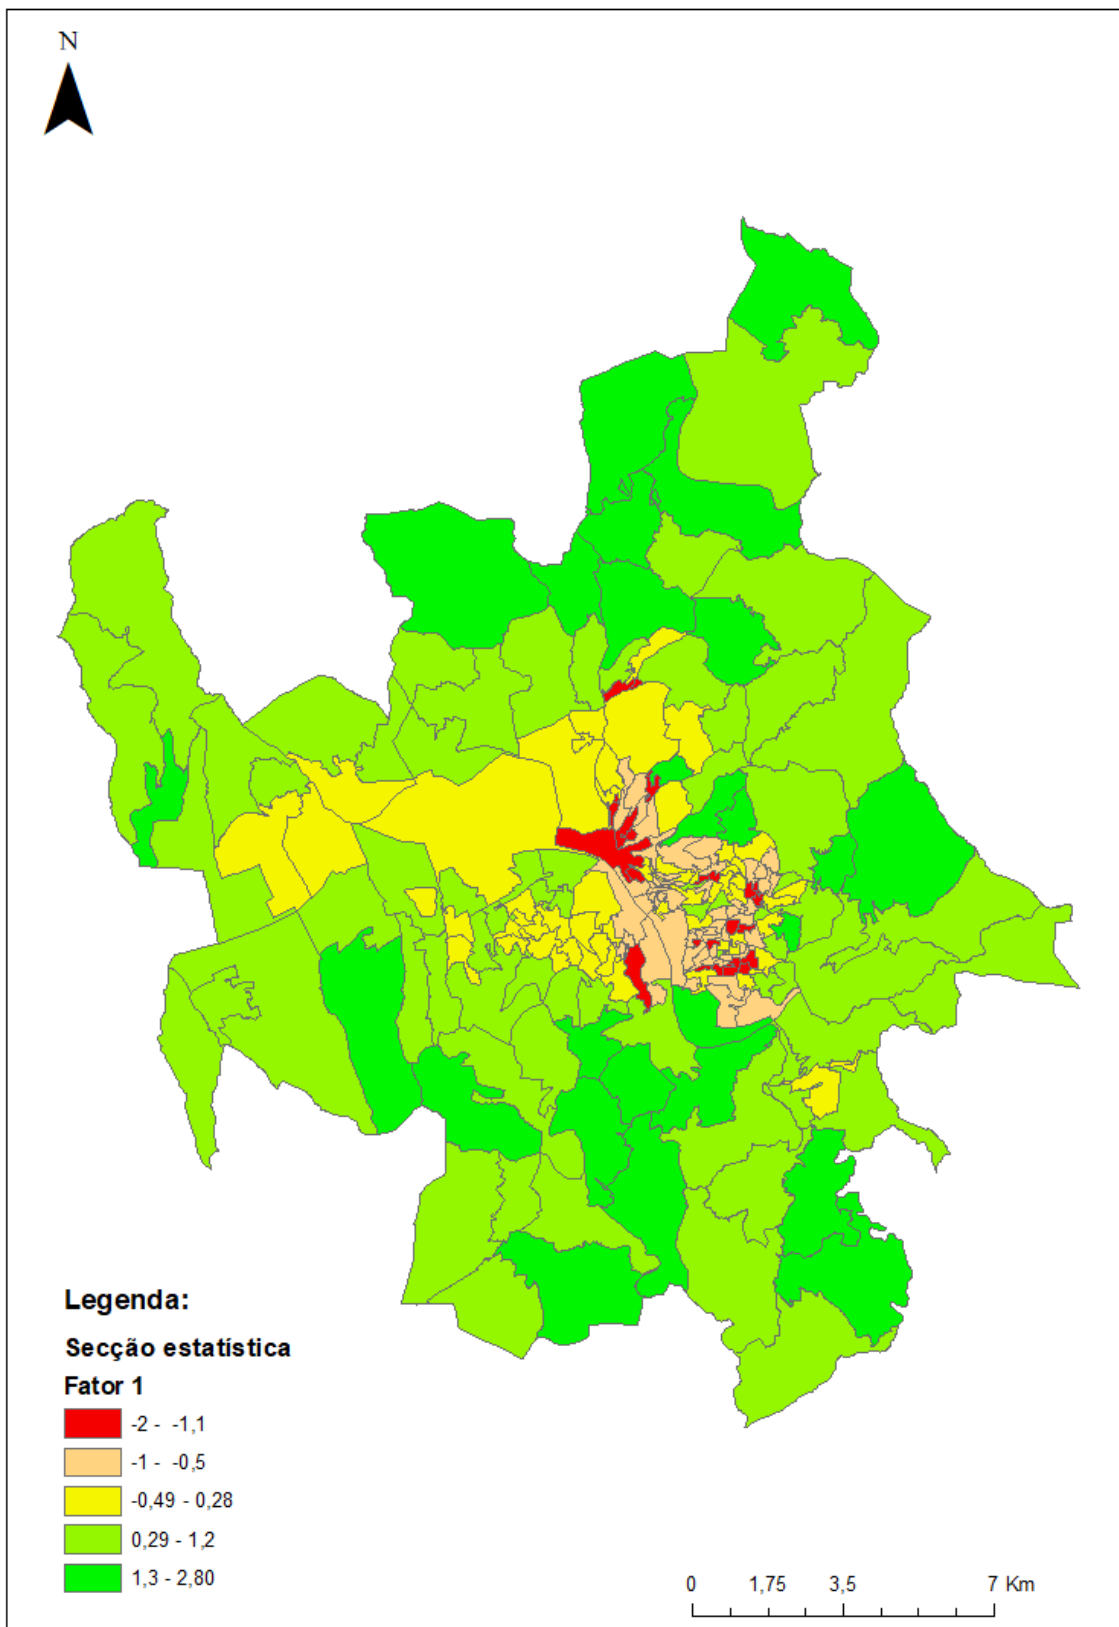 N
Legenda:
Secção estatística
Fator 1
-2 - -1,1
-1 - -0,5
-0,49 - 0,28
0,29 - 1,2
1,3 - 2,80
0 1,75 3,5 7 Km